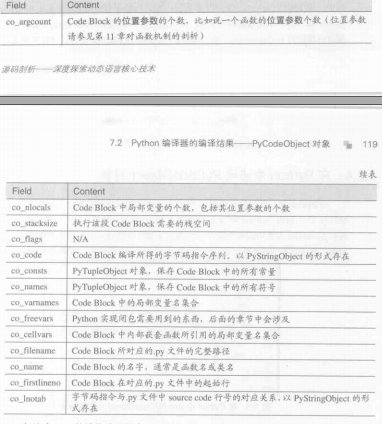 Field Content
co_argcount Code Block 的位置参数的个数，比如说一个函数的位置参数个数（位置参数
请参见第 11 章对函数机制的剖析）
源码剖析——深度探索动态语言核心技术
7.2 Python 编译器的编译结果——PyCodeObject 对象 119
续表
Field Content
co_nlocals Code Block 中局部变量的个数，包括其位置参数的个数
co_stacksize 执行该段 Code Block 需要的栈空间
co_flags N/A
co_code Code Block 编译所得的字节码指令序列，以 PyStringObject 的形式存在
co_consts PyTupleObject 对象，保存 Code Block 中的所有常量
co_names PyTupleObject 对象，保存 Code Block 中的所有符号
co_varnames Code Block 中的局部变量名集合
co_freevars Python 实现闭包需要用到的东西，后面的章节中会涉及
co_cellvars Code Block 中内部嵌套函数所引用的局部变量名集合
co_filename Code Block 所对应的.py 文件的完整路径
co_name Code Block 的名字，通常是函数名或类名
co_firstlineno Code Block 在对应的.py 文件中的起始行
co_lnotab 字节码指令与.py 文件中 source code 行号的对应关系，以 PyStringObject 的形
式存在